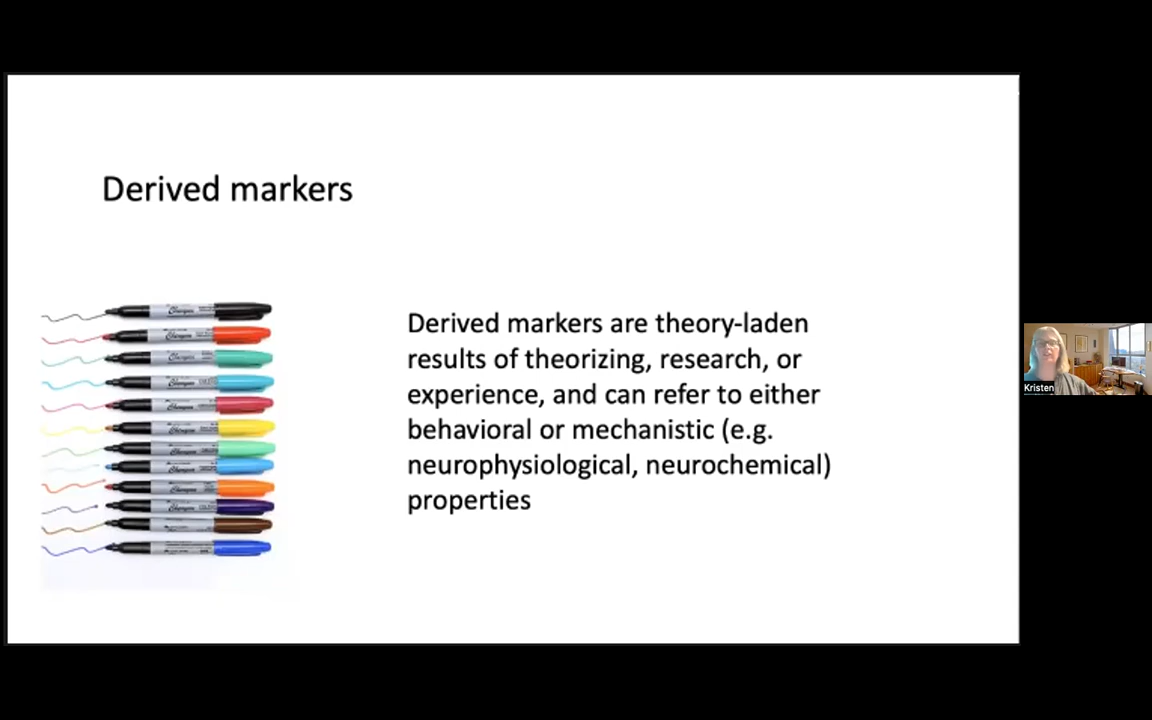 Derived markers
Derived markers are theory-laden
results of theorizing, research, or
experience, and can refer to either
behavioral or mechanistic (e.g.
neurophysiological, neurochemical)
properties
Kristen